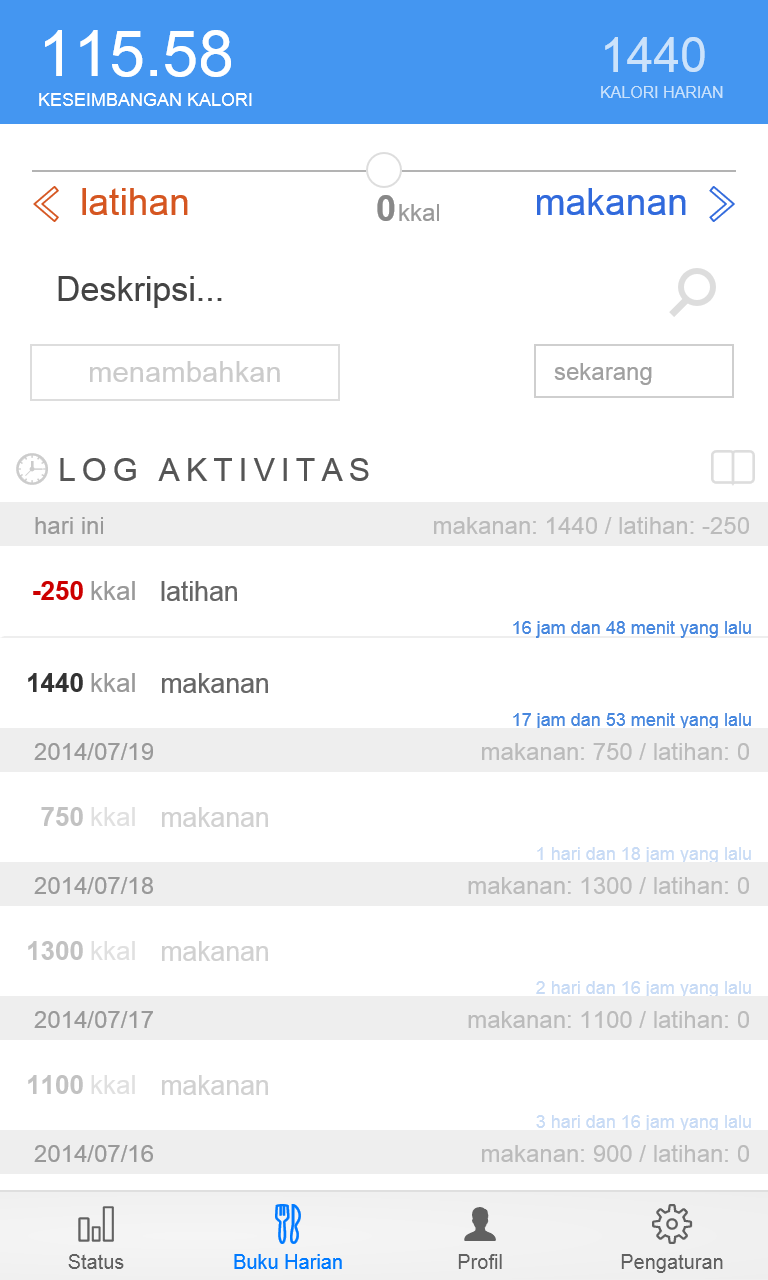 115.58
1440
KESEIMBANGAN KALORI
KALORI HARIAN
latihan
0 kkal
makanan
Deskripsi...
menambahkan
sekarang
LOG AKTIVITAS
hari ini
makanan: 1440 / latihan: -250
-250 kkal latihan
16 jam dan 48 menit yang lalu
1440 kkal makanan
17 jam dan 53 menit yang lalu
2014/07/19
makanan: 750 / latihan: 0
750 kkal makanan
1 hari dan 18 jam yang lalu
2014/07/18
makanan: 1300 / latihan: 0
1300 kkal makanan
2 hari dan 16 jam yang lalu
2014/07/17
makanan: 1100 / latihan: 0
1100 kkal makanan
3 hari dan 16 jam yang lalu
2014/07/16
makanan: 900 / latihan: 0
Status
Buku Harian
Profil
Pengaturan